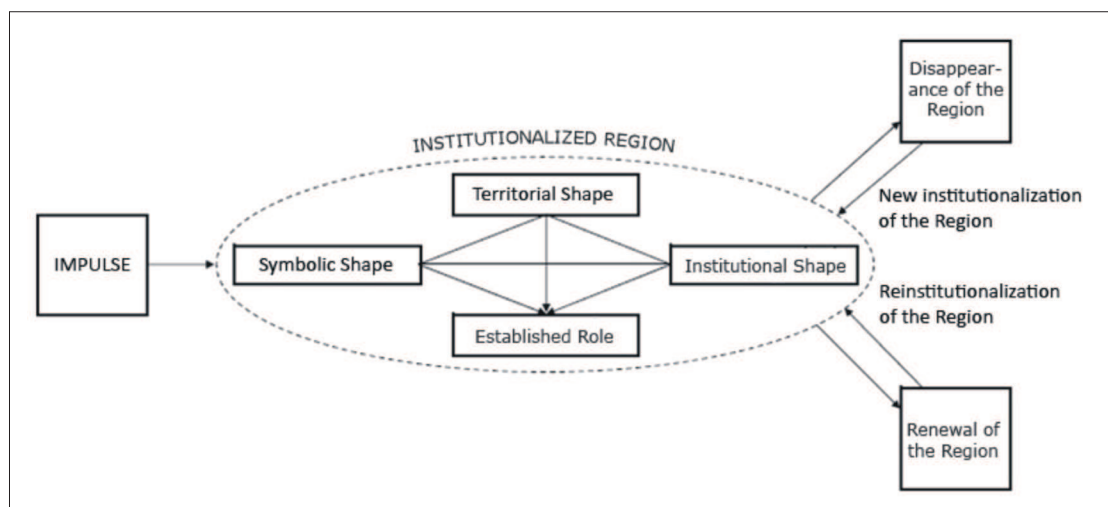 Disappear-
ance of the
Region
INSTITUTIONALIZED REGION
Territorial Shape
New institutionalization
of the Region
IMPULSE
Symbolic Shape
Institutional Shape
Reinstitutionalization
of the Region
Established Role
Renewal of
the Region